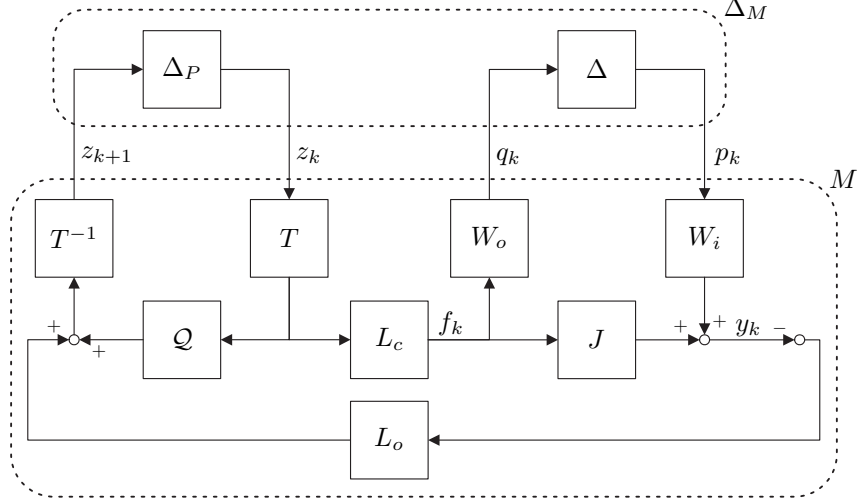 Δ_M
Δ_P
Δ
z_{k+1}
z_k
q_k
p_k
M
T^{-1}
T
W_o
W_i
+
+
Q
L_c
f_k
J
+
+
y_k
-
L_o